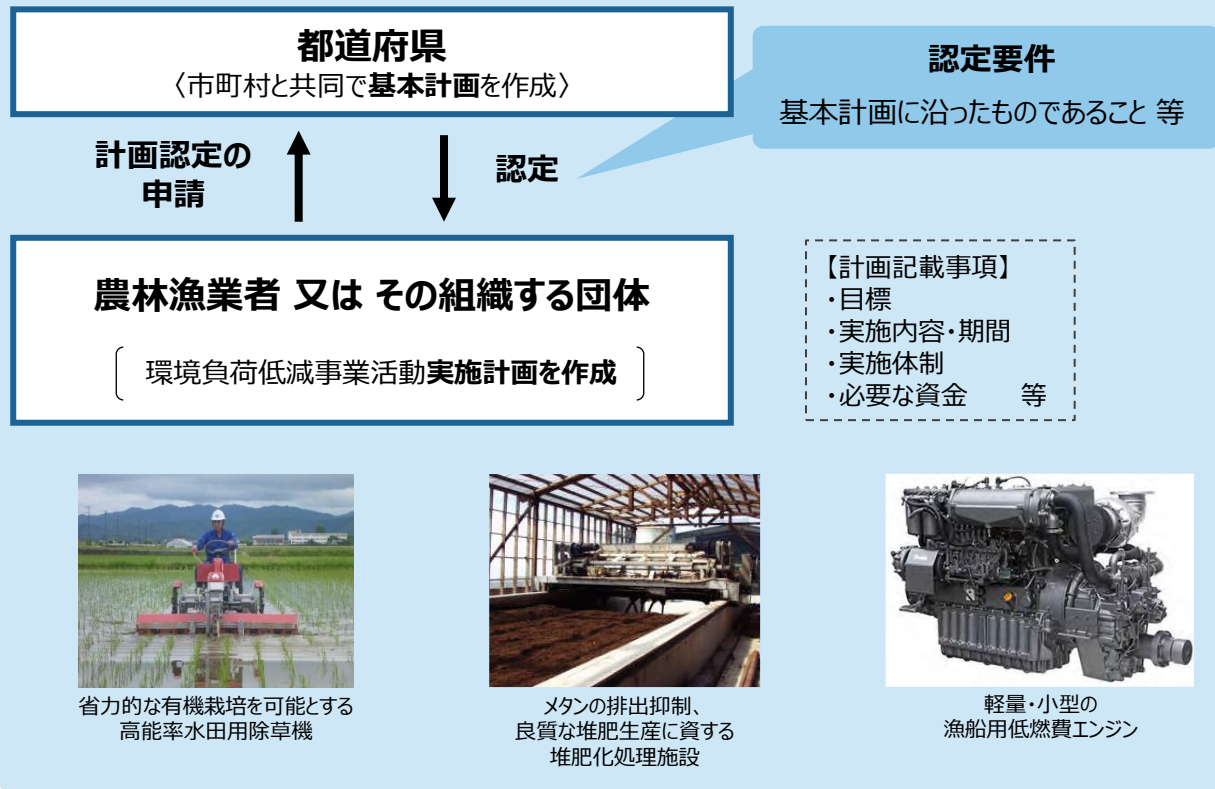 都道府県
〈市町村と共同で基本計画を作成〉
認定要件
基本計画に沿ったものであること 等
計画認定の
申請
認定
農林漁業者 又は その組織する団体
環境負荷低減事業活動実施計画を作成
【計画記載事項】
・目標
・実施内容・期間
・実施体制
・必要な資金　　等
省力的な有機栽培を可能とする
高能率水田用除草機
メタンの排出抑制、
良質な堆肥生産に資する
堆肥化処理施設
軽量・小型の
漁船用低燃費エンジン